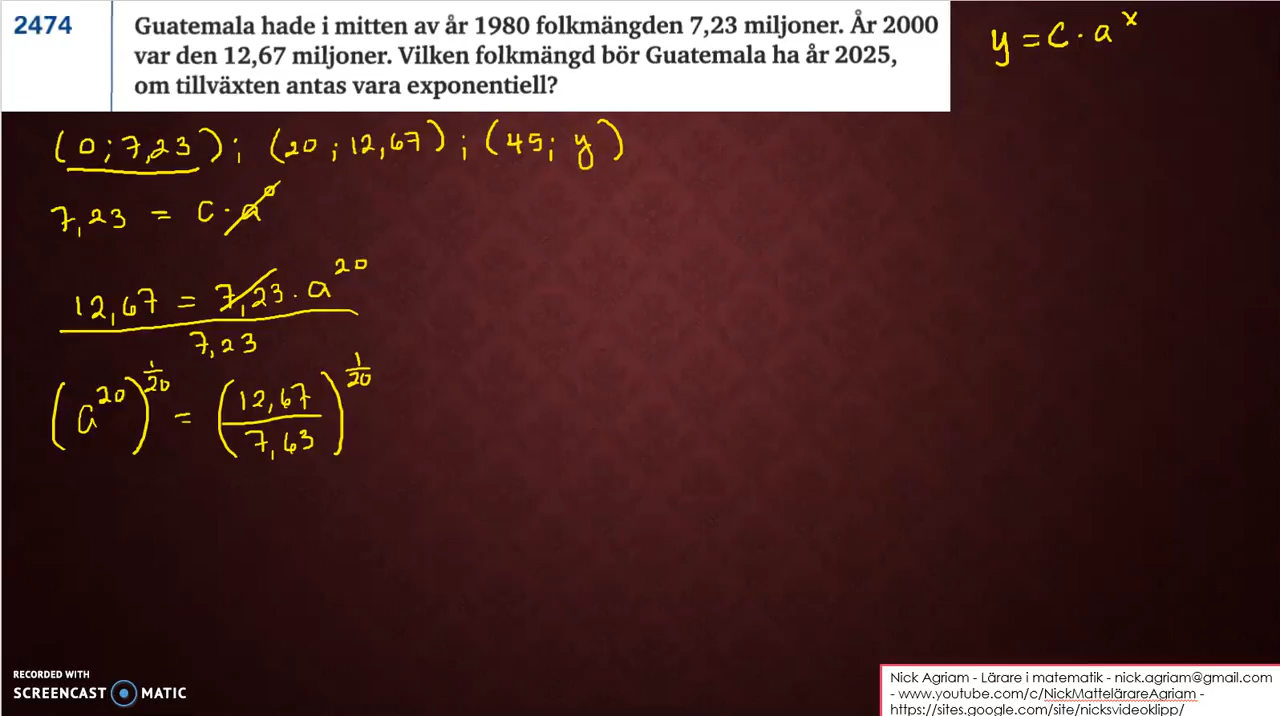 2474
Guatemala hade i mitten av år 1980 folkmängden 7,23 miljoner. År 2000
var den 12,67 miljoner. Vilken folkmängd bör Guatemala ha år 2025,
om tillväxten antas vara exponentiell?
y = C · a^x
(0 ; 7,23) ; (20 ; 12,67) ; (45 ; y)
7,23 = C · a^0
12,67 = 7,23 · a^20
7,23
(a^20)^(1/20) = (12,67/7,63)^(1/20)
RECORDED WITH
SCREENCAST MATIC
Nick Agriam - Lärare i matematik - nick.agriam@gmail.com
- www.youtube.com/c/NickMattelärareAgriam -
https://sites.google.com/site/nicksvideoklipp/